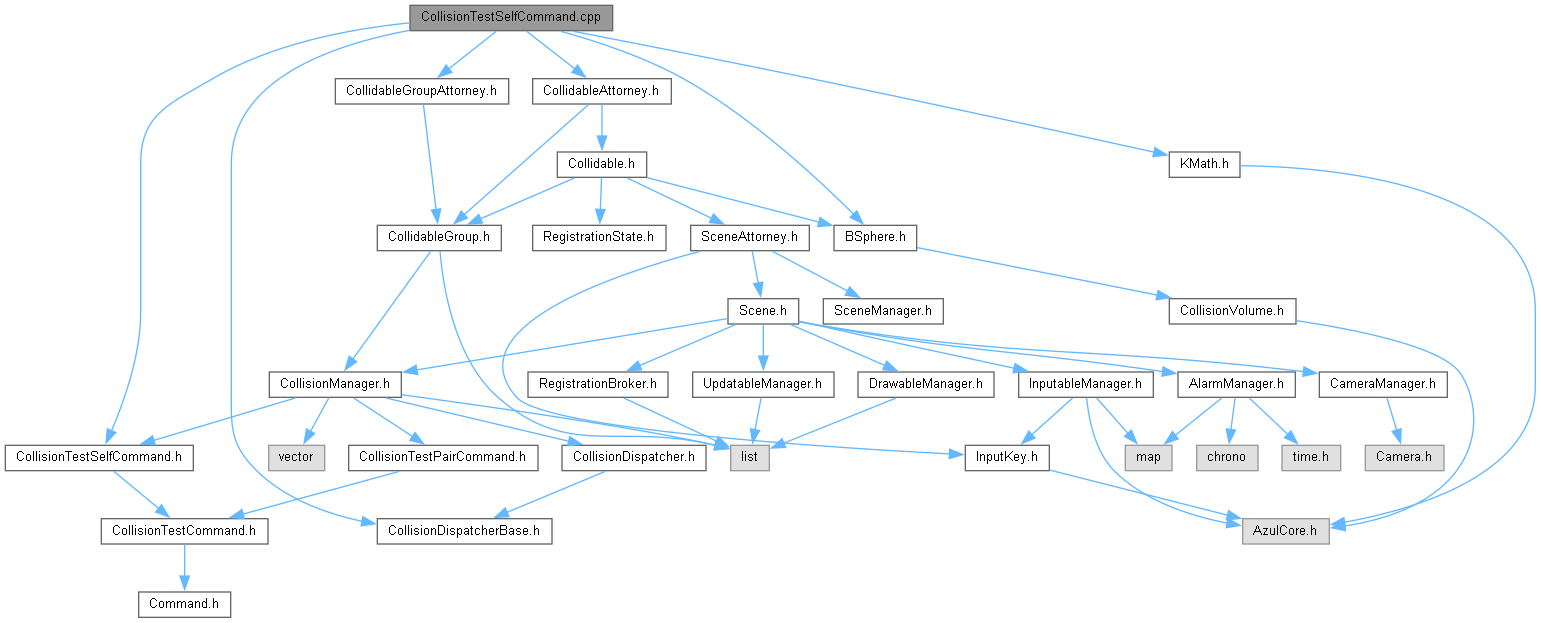 CollisionTestSelfCommand.cpp
CollidableGroupAttorney.h
CollidableAttorney.h
Collidable.h
KMath.h
CollidableGroup.h
RegistrationState.h
SceneAttorney.h
BSphere.h
Scene.h
SceneManager.h
CollisionVolume.h
CollisionManager.h
RegistrationBroker.h
UpdatableManager.h
DrawableManager.h
InputableManager.h
AlarmManager.h
CameraManager.h
CollisionTestSelfCommand.h
vector
CollisionTestPairCommand.h
CollisionDispatcher.h
list
InputKey.h
map
chrono
time.h
Camera.h
CollisionTestCommand.h
CollisionDispatcherBase.h
AzulCore.h
Command.h